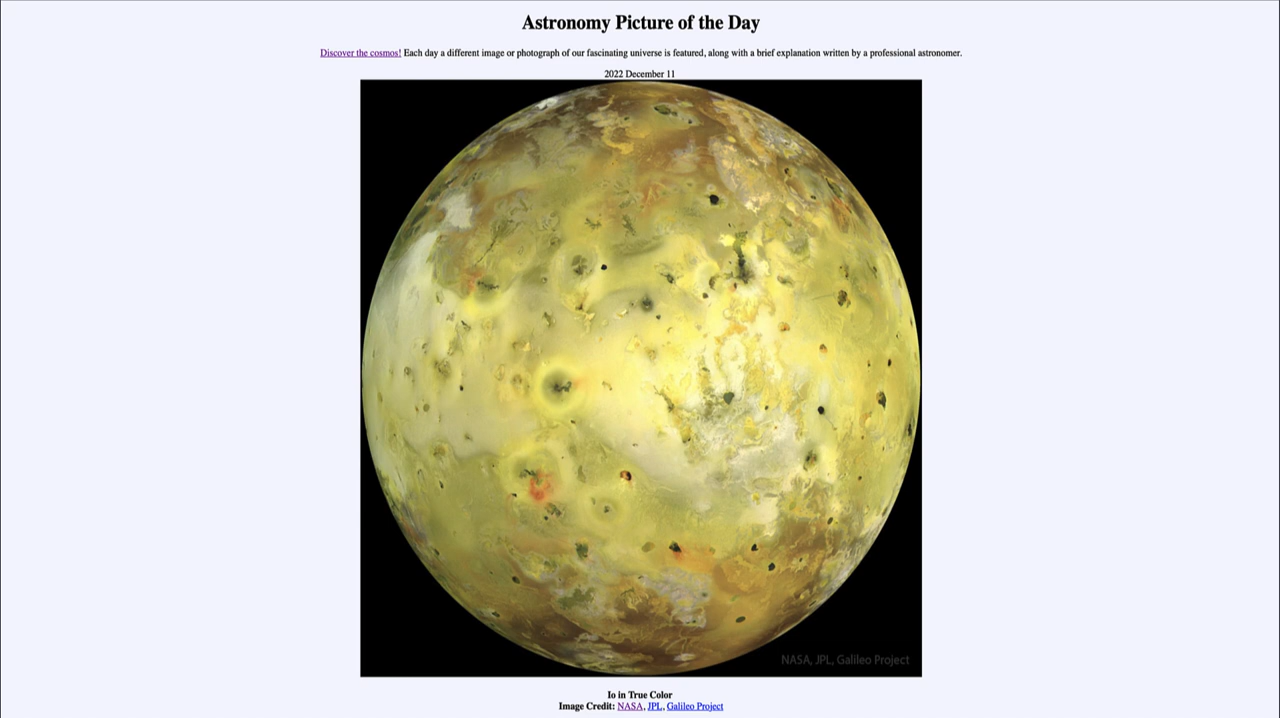 Astronomy Picture of the Day
Discover the cosmos! Each day a different image or photograph of our fascinating universe is featured, along with a brief explanation written by a professional astronomer.
2022 December 11
NASA, JPL, Galileo Project
Io in True Color
Image Credit: NASA, JPL, Galileo Project